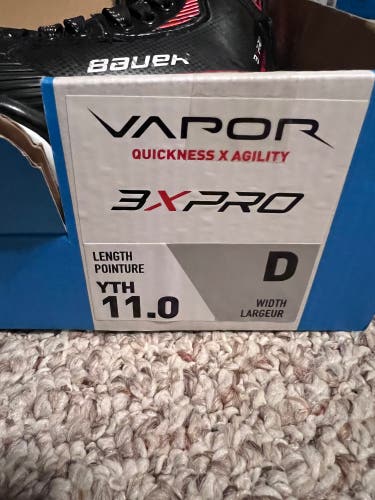 BAUER
VAPOR
QUICKNESS X AGILITY
3XPRO
LENGTH
POINTURE
YTH
11.0
D
WIDTH
LARGEUR